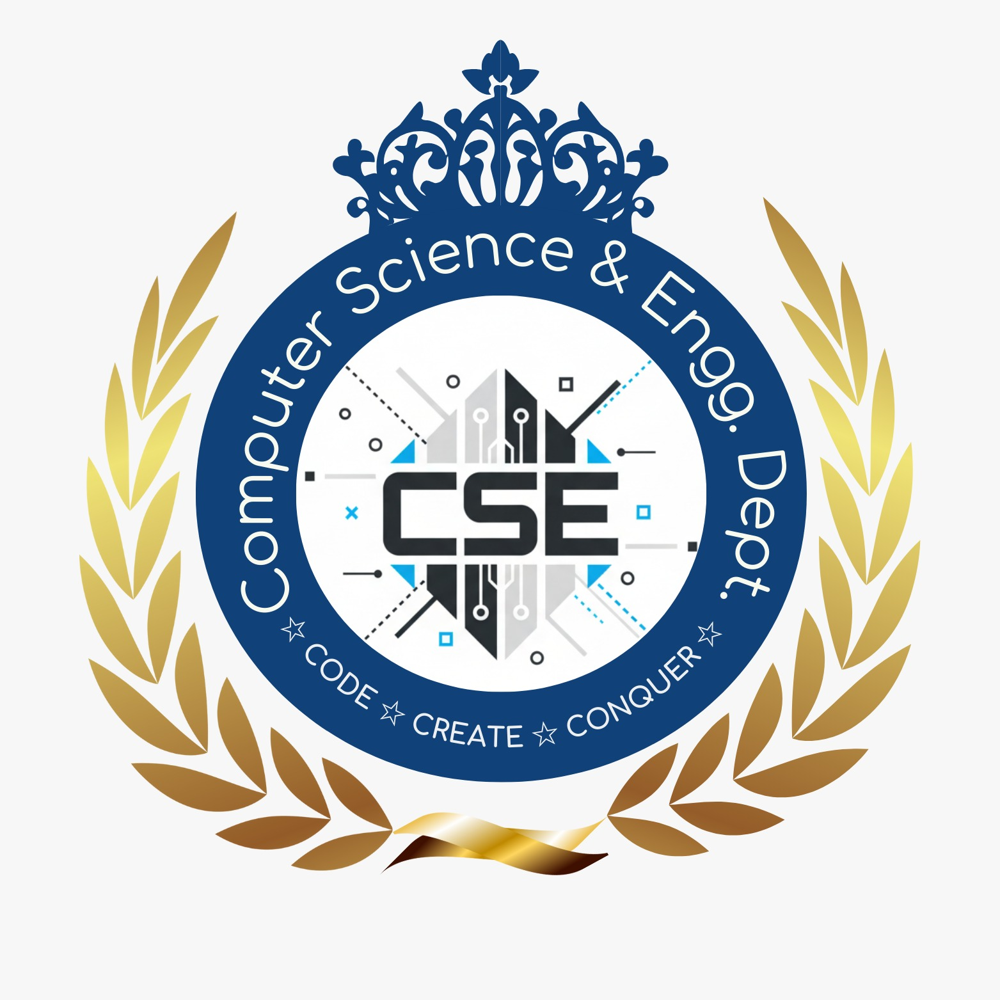 Computer Science & Engg. Dept.
CSE
☆ CODE ☆ CREATE ☆ CONQUER ☆